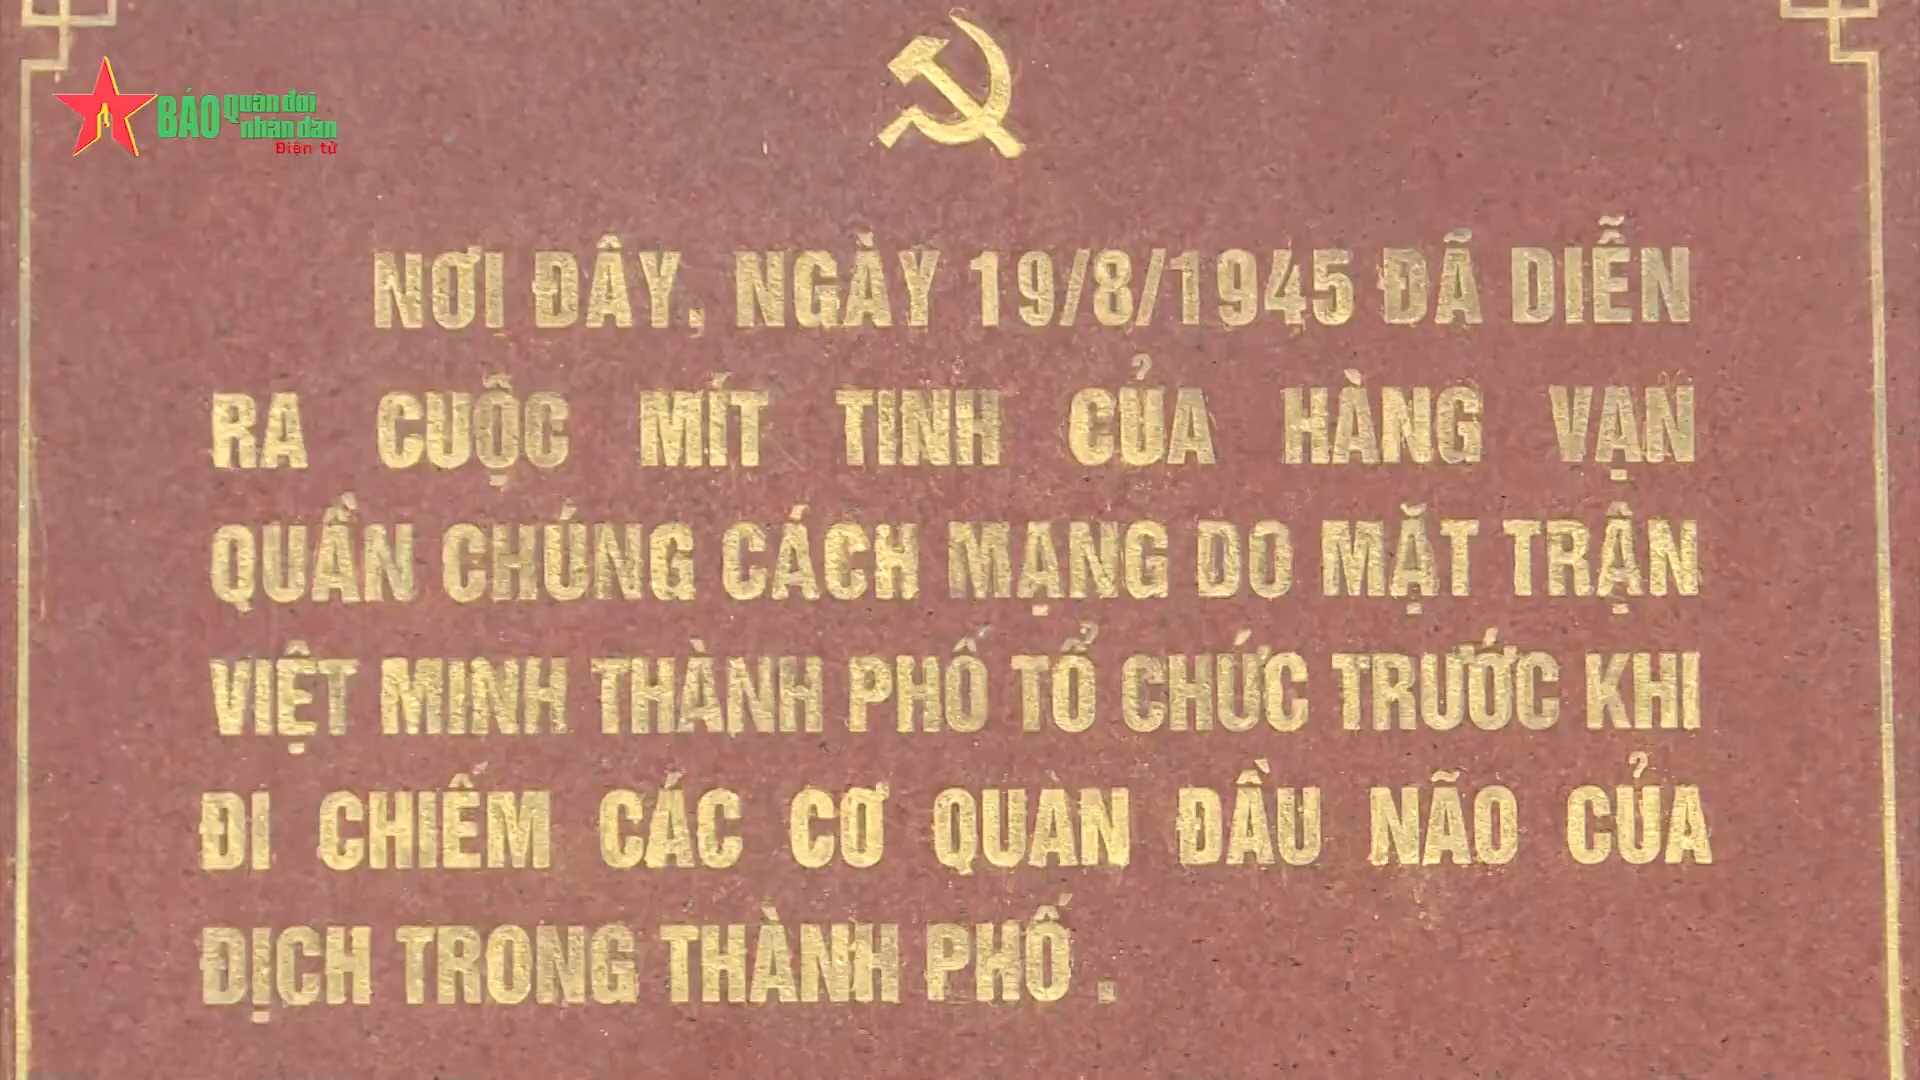 BÁO Quân đội
nhân dân
Điện tử
NƠI ĐÂY, NGÀY 19/8/1945 ĐÃ DIỄN
RA CUỘC MÍT TINH CỦA HÀNG VẠN
QUẦN CHÚNG CÁCH MẠNG DO MẶT TRẬN
VIỆT MINH THÀNH PHỐ TỔ CHỨC TRƯỚC KHI
ĐI CHIẾM CÁC CƠ QUAN ĐẦU NÃO CỦA
ĐỊCH TRONG THÀNH PHỐ .